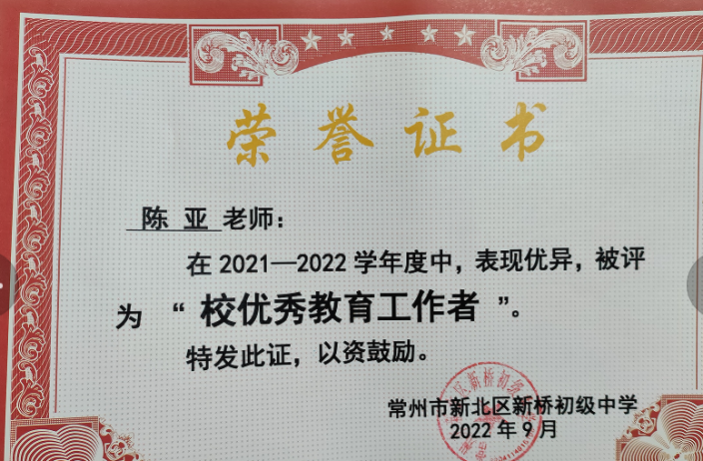 荣誉证书
陈 亚 老师：
在 2021—2022 学年度中，表现优异，被评
为 “校优秀教育工作者”。
特发此证，以资鼓励。
常州市新北区新桥初级中学
2022 年 9 月